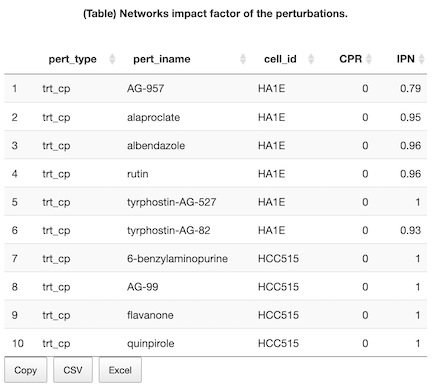 (Table) Networks impact factor of the perturbations.
pert_type pert_iname cell_id CPR IPN
1 trt_cp AG-957 HA1E 0 0.79
2 trt_cp alaproclate HA1E 0 0.95
3 trt_cp albendazole HA1E 0 0.96
4 trt_cp rutin HA1E 0 0.96
5 trt_cp tyrphostin-AG-527 HA1E 0 1
6 trt_cp tyrphostin-AG-82 HA1E 0 0.93
7 trt_cp 6-benzylaminopurine HCC515 0 1
8 trt_cp AG-99 HCC515 0 1
9 trt_cp flavanone HCC515 0 1
10 trt_cp quinpirole HCC515 0 1
Copy CSV Excel